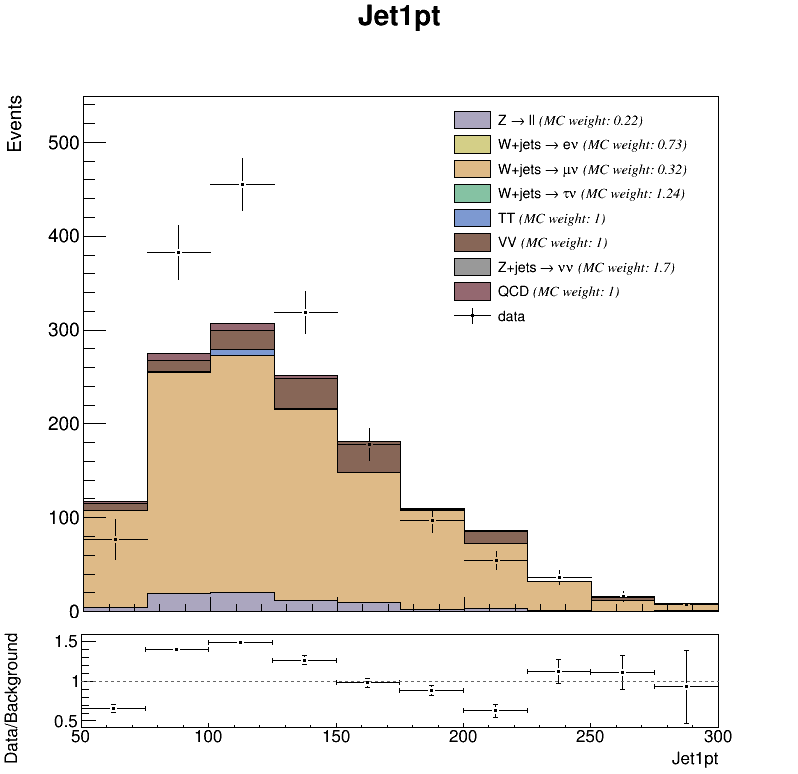 Jet1pt
Events
500
400
300
200
100
0
Z → ll (MC weight: 0.22)
W+jets → eν (MC weight: 0.73)
W+jets → μν (MC weight: 0.32)
W+jets → τν (MC weight: 1.24)
TT (MC weight: 1)
VV (MC weight: 1)
Z+jets → νν (MC weight: 1.7)
QCD (MC weight: 1)
data
Data/Background
1.5
1
0.5
50 100 150 200 250 300
Jet1pt